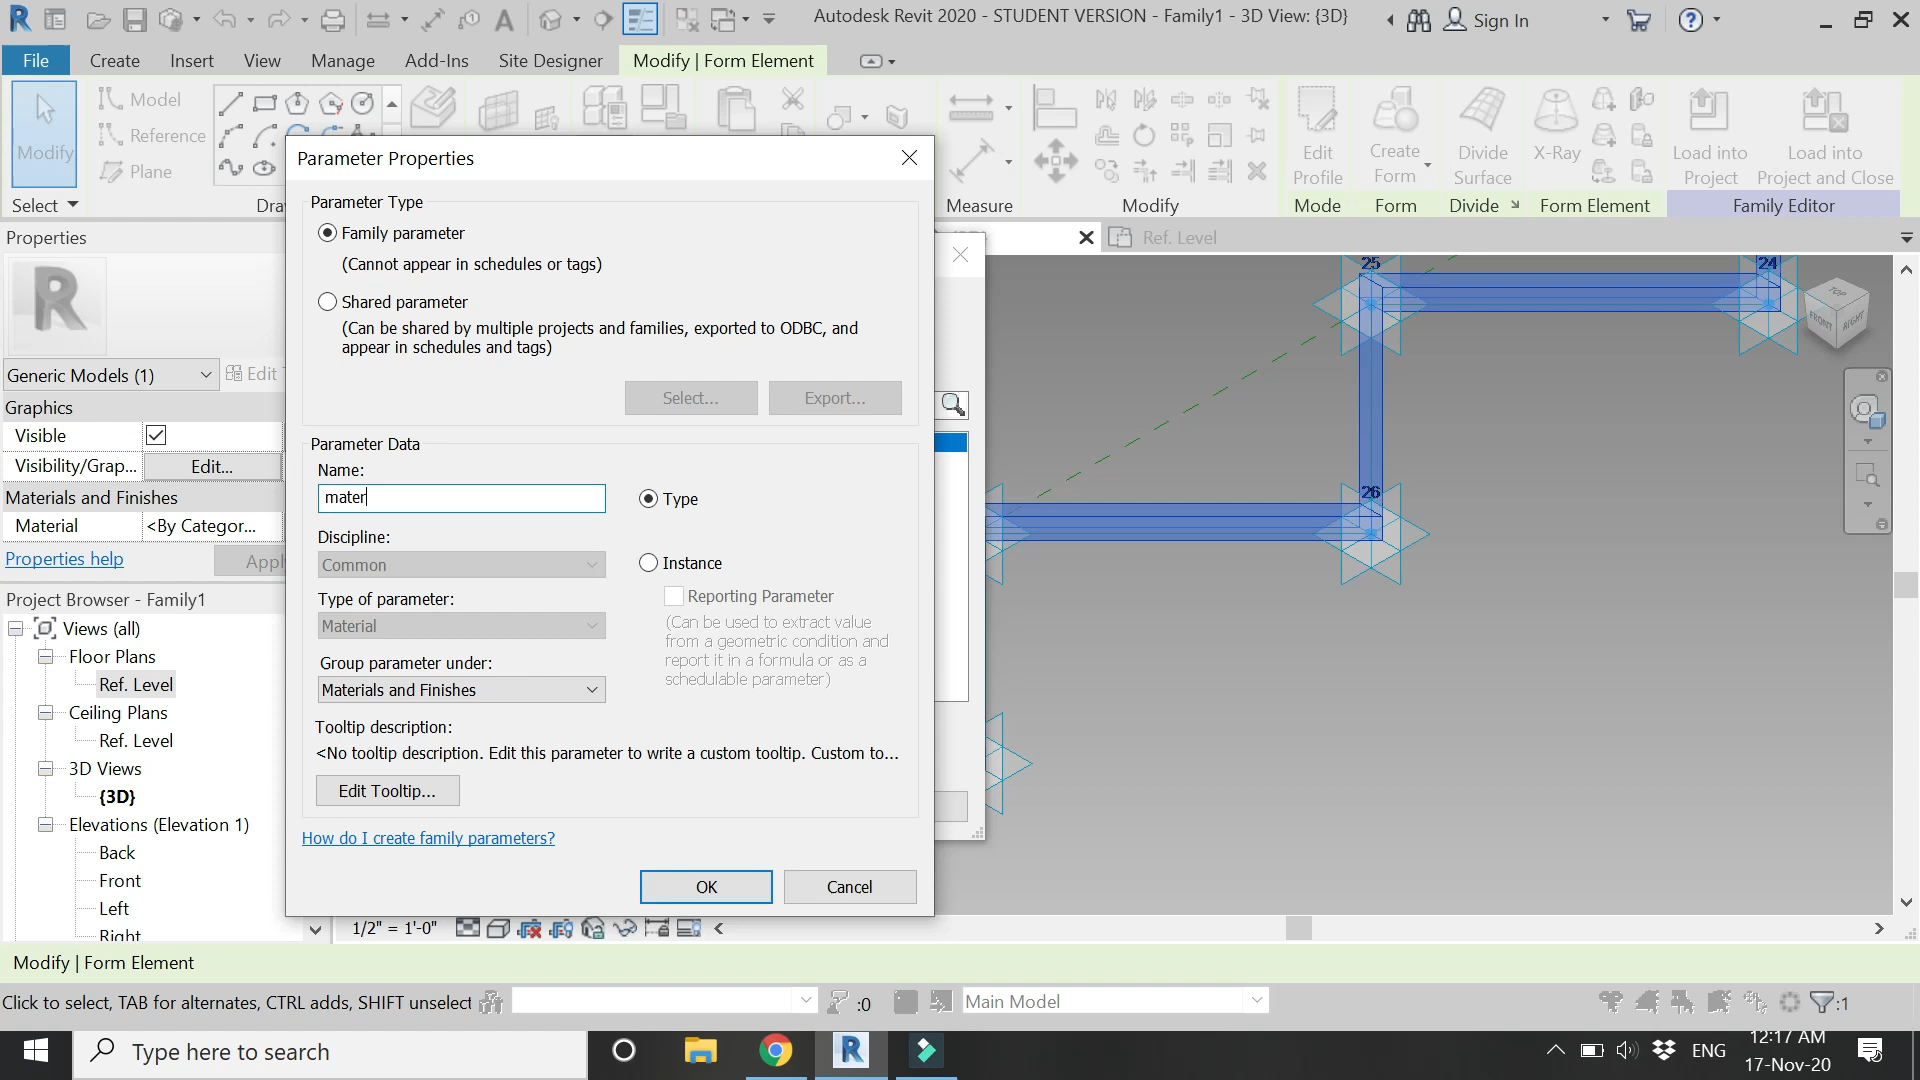 Autodesk Revit 2020 - STUDENT VERSION - Family1 - 3D View: {3D}
Sign In
File
Create
Insert
View
Manage
Add-Ins
Site Designer
Modify | Form Element
Modify
Model
Reference
Plane
Edit
Profile
Create
Form
Divide
Surface
X-Ray
Load into
Project
Load into
Project and Close
Select
Dra
Measure
Modify
Mode
Form
Divide
Form Element
Family Editor
Properties
Ref. Level
R
Generic Models (1)
Edit
Graphics
Visible
Visibility/Grap...
Edit...
Materials and Finishes
Material
<By Categor...
Properties help
Appl
Project Browser - Family1
Views (all)
Floor Plans
Ref. Level
Ceiling Plans
Ref. Level
3D Views
{3D}
Elevations (Elevation 1)
Back
Front
Left
Right
Parameter Properties
Parameter Type
Family parameter
(Cannot appear in schedules or tags)
Shared parameter
(Can be shared by multiple projects and families, exported to ODBC, and
appear in schedules and tags)
Select...
Export...
Parameter Data
Name:
mater
Type
Discipline:
Common
Instance
Type of parameter:
Reporting Parameter
Material
(Can be used to extract value
from a geometric condition and
report it in a formula or as a
schedulable parameter)
Group parameter under:
Materials and Finishes
Tooltip description:
<No tooltip description. Edit this parameter to write a custom tooltip. Custom to...
Edit Tooltip...
How do I create family parameters?
OK
Cancel
25
24
26
TOP
FRONT
RIGHT
1/2" = 1'-0"
Modify | Form Element
Click to select, TAB for alternates, CTRL adds, SHIFT unselect
:0
Main Model
:1
Type here to search
ENG
12:17 AM
17-Nov-20